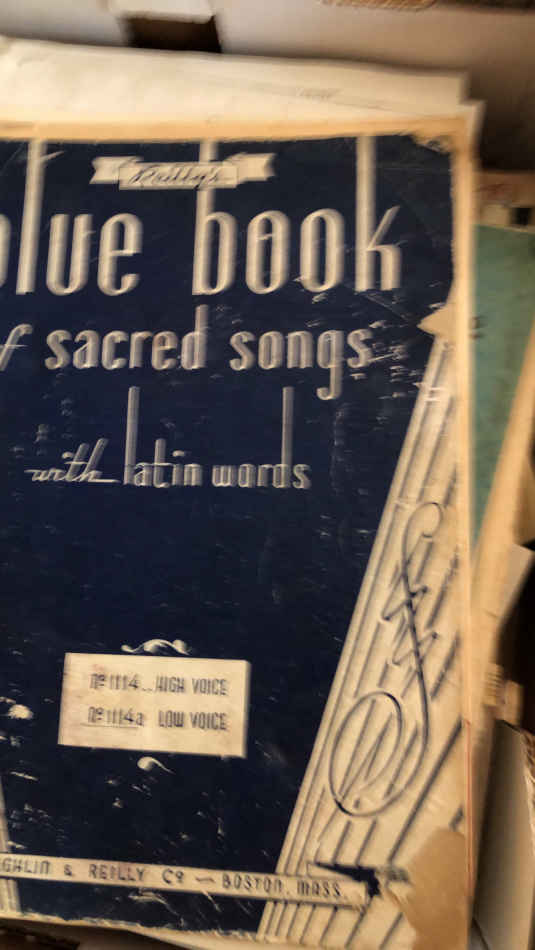 Reilly's
blue book
of sacred songs
with latin words
No 1114... HIGH VOICE
No 1114a LOW VOICE
GHLIN & REILLY Co — BOSTON, MASS.